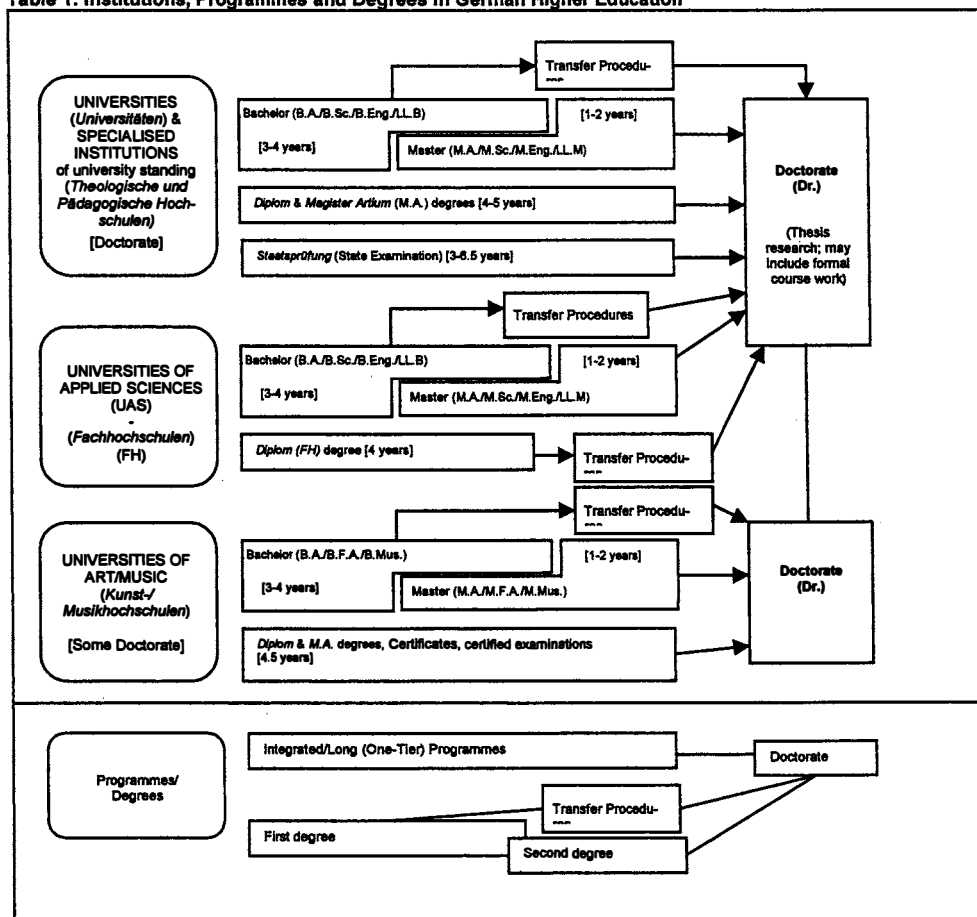 Table 1: Institutions, Programmes and Degrees in German Higher Education
Transfer Procedu-
UNIVERSITIES
(Universitäten) &
SPECIALISED
INSTITUTIONS
of university standing
(Theologische und
Pädagogische Hoch-
schulen)
[Doctorate]
Bachelor (B.A./B.Sc./B.Eng./LL.B)
[3-4 years]
[1-2 years]
Master (M.A./M.Sc./M.Eng./LL.M)
Diplom & Magister Artium (M.A.) degrees [4-5 years]
Staatsprüfung (State Examination) [3-6.5 years]
Doctorate
(Dr.)
(Thesis
research; may
include formal
course work)
Transfer Procedures
UNIVERSITIES OF
APPLIED SCIENCES
(UAS)
-
(Fachhochschulen)
(FH)
Bachelor (B.A./B.Sc./B.Eng./LL.B)
[3-4 years]
[1-2 years]
Master (M.A./M.Sc./M.Eng./LL.M)
Diplom (FH) degree [4 years]
Transfer Procedu-
Transfer Procedu-
UNIVERSITIES OF
ART/MUSIC
(Kunst-/
Musikhochschulen)
[Some Doctorate]
Bachelor (B.A./B.F.A./B.Mus.)
[3-4 years]
[1-2 years]
Master (M.A./M.F.A./M.Mus.)
Diplom & M.A. degrees, Certificates, certified examinations
[4.5 years]
Doctorate
(Dr.)
Programmes/
Degrees
Integrated/Long (One-Tier) Programmes
Doctorate
Transfer Procedu-
First degree
Second degree